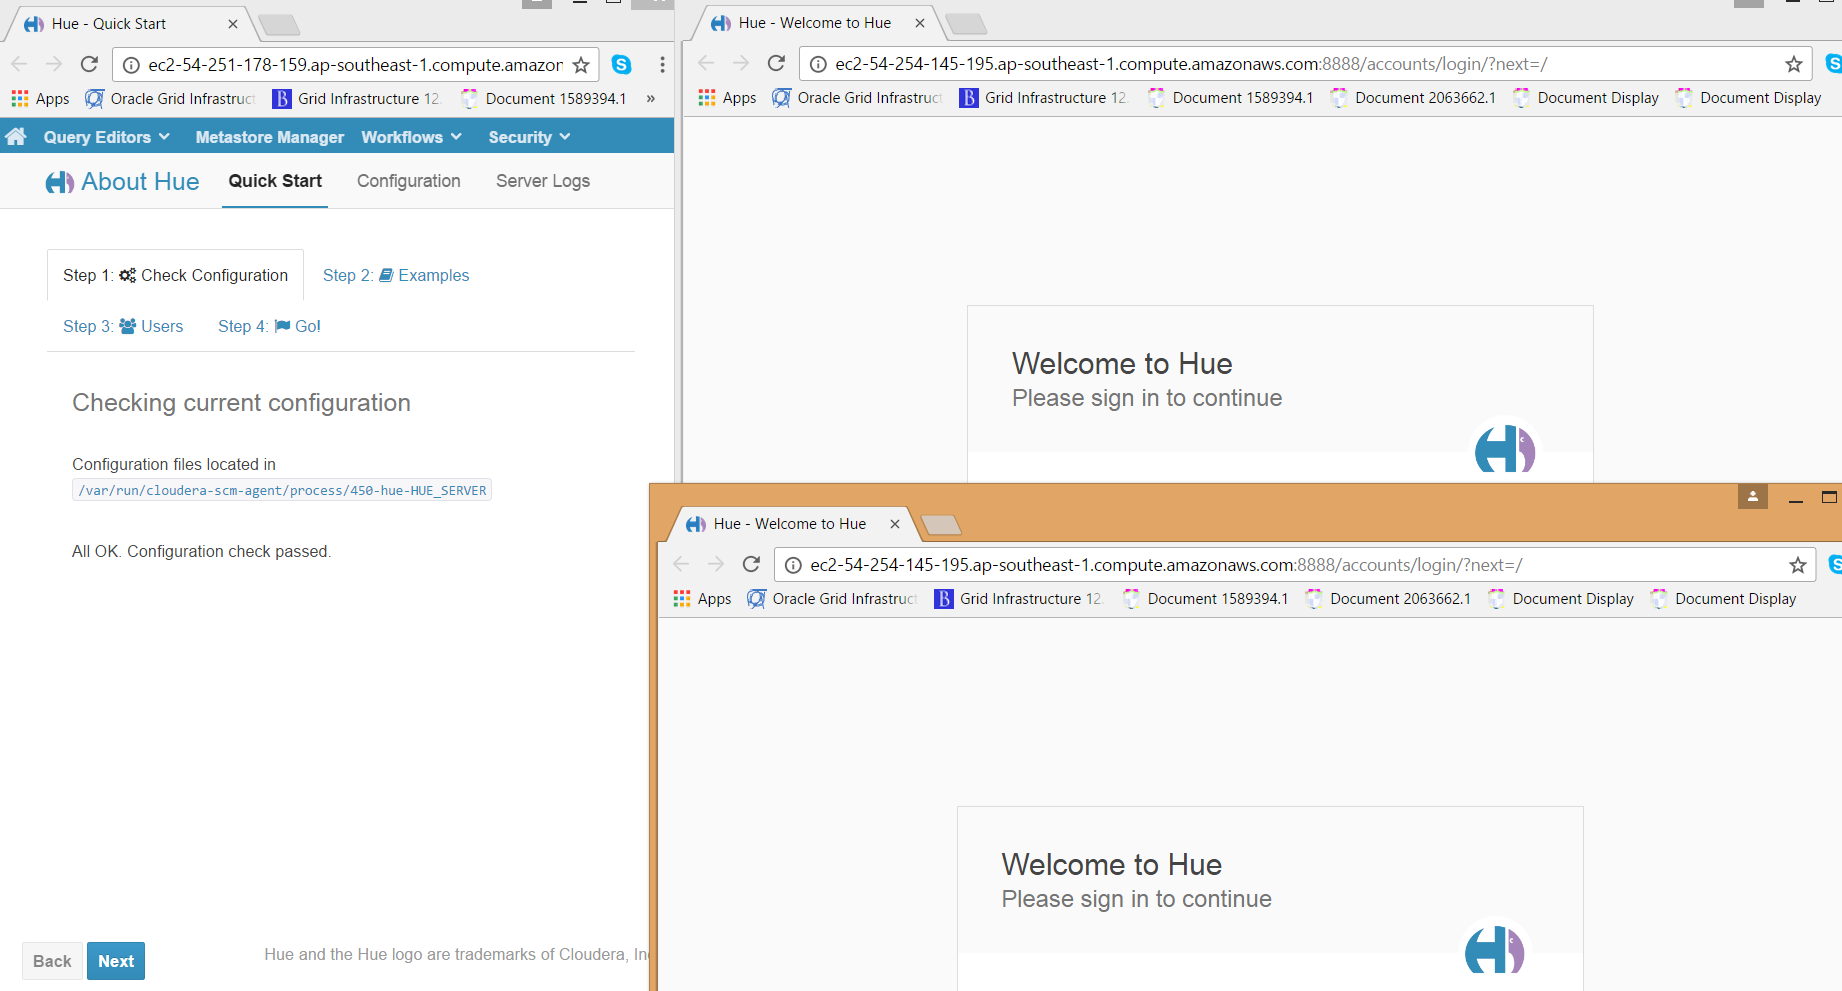 Hue - Quick Start
ec2-54-251-178-159.ap-southeast-1.compute.amazon
Apps
Oracle Grid Infrastruct
Grid Infrastructure 12.
Document 1589394.1
»
Query Editors
Metastore Manager
Workflows
Security
About Hue
Quick Start
Configuration
Server Logs
Step 1: Check Configuration
Step 2: Examples
Step 3: Users
Step 4: Go!
Checking current configuration
Configuration files located in
/var/run/cloudera-scm-agent/process/450-hue-HUE_SERVER
All OK. Configuration check passed.
Back
Next
Hue and the Hue logo are trademarks of Cloudera, Inc
Hue - Welcome to Hue
ec2-54-254-145-195.ap-southeast-1.compute.amazonaws.com:8888/accounts/login/?next=/
Apps
Oracle Grid Infrastruct
Grid Infrastructure 12.
Document 1589394.1
Document 2063662.1
Document Display
Document Display
Welcome to Hue
Please sign in to continue
Hue - Welcome to Hue
ec2-54-254-145-195.ap-southeast-1.compute.amazonaws.com:8888/accounts/login/?next=/
Apps
Oracle Grid Infrastruct
Grid Infrastructure 12.
Document 1589394.1
Document 2063662.1
Document Display
Document Display
Welcome to Hue
Please sign in to continue